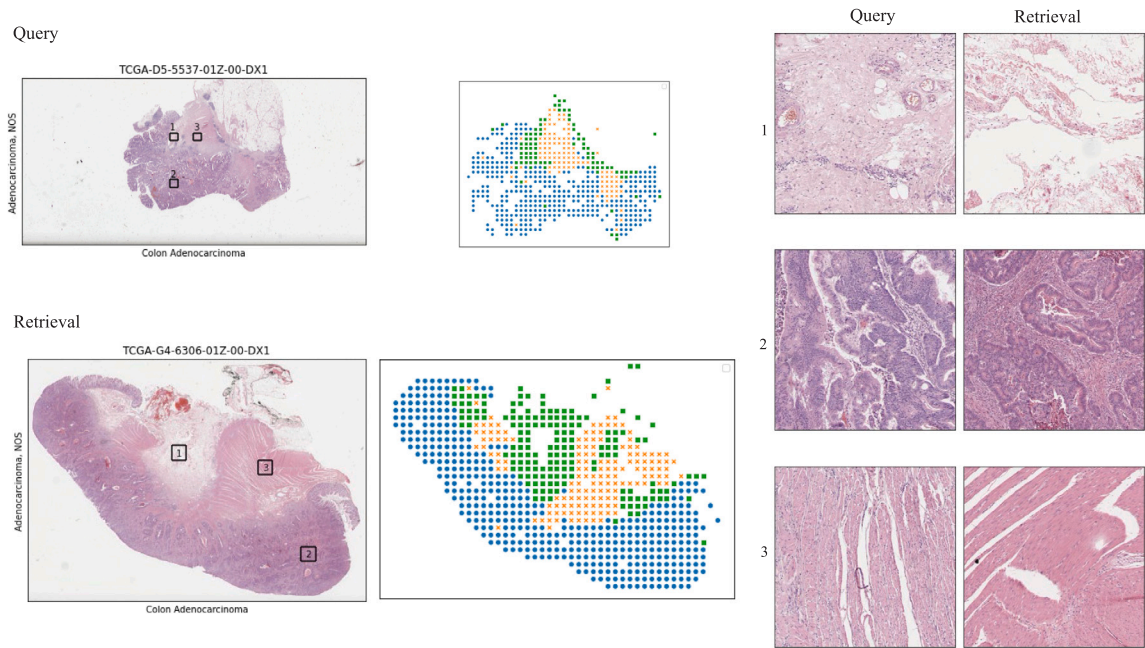 Query
TCGA-D5-5537-01Z-00-DX1
Adenocarcinoma, NOS
1
3
2
Colon Adenocarcinoma
Retrieval
TCGA-G4-6306-01Z-00-DX1
Adenocarcinoma, NOS
1
3
2
Colon Adenocarcinoma
Query Retrieval
1
2
3